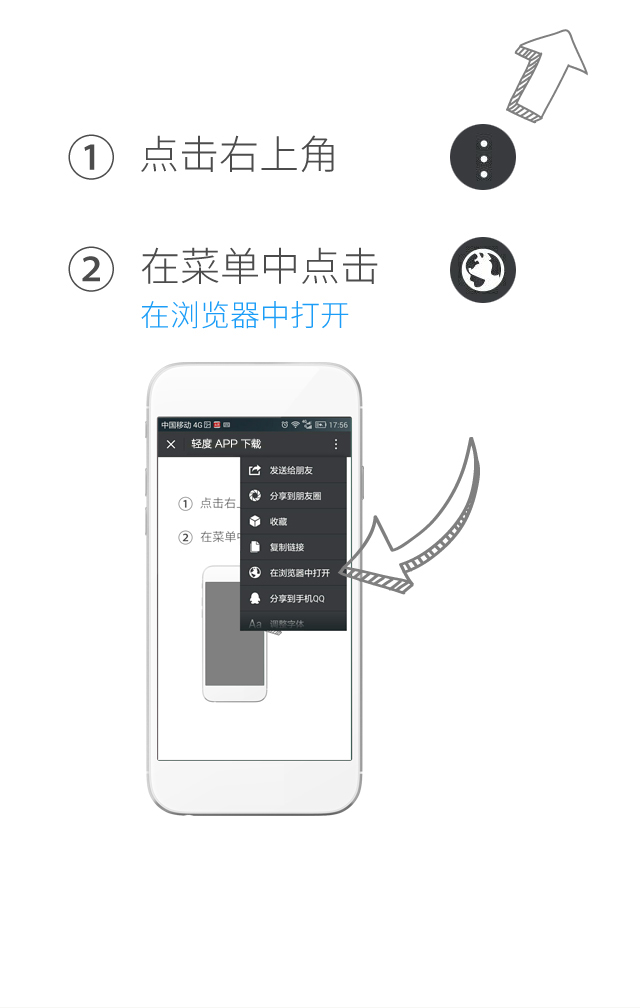 1 点击右上角
2 在菜单中点击
在浏览器中打开
中国移动 4G 17:56
轻度 APP 下载
发送给朋友
分享到朋友圈
1 点击右
收藏
2 在菜单
复制链接
在浏览器中打开
分享到手机QQ
Aa 调整字体